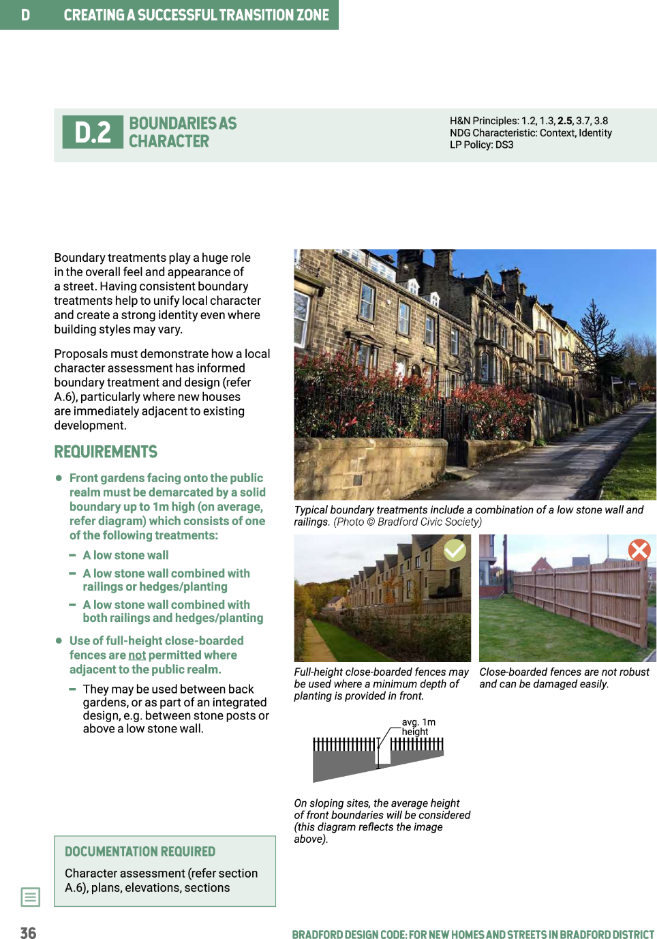 D CREATING A SUCCESSFUL TRANSITION ZONE
D.2 BOUNDARIES AS
CHARACTER
H&N Principles: 1.2, 1.3, 2.5, 3.7, 3.8
NDG Characteristic: Context, Identity
LP Policy: DS3
Boundary treatments play a huge role
in the overall feel and appearance of
a street. Having consistent boundary
treatments help to unify local character
and create a strong identity even where
building styles may vary.
Proposals must demonstrate how a local
character assessment has informed
boundary treatment and design (refer
A.6), particularly where new houses
are immediately adjacent to existing
development.
REQUIREMENTS
• Front gardens facing onto the public
realm must be demarcated by a solid
boundary up to 1m high (on average,
refer diagram) which consists of one
of the following treatments:
– A low stone wall
– A low stone wall combined with
railings or hedges/planting
– A low stone wall combined with
both railings and hedges/planting
• Use of full-height close-boarded
fences are not permitted where
adjacent to the public realm.
– They may be used between back
gardens, or as part of an integrated
design, e.g. between stone posts or
above a low stone wall.
DOCUMENTATION REQUIRED
Character assessment (refer section
A.6), plans, elevations, sections
Typical boundary treatments include a combination of a low stone wall and
railings. (Photo © Bradford Civic Society)
Full-height close-boarded fences may
be used where a minimum depth of
planting is provided in front.
Close-boarded fences are not robust
and can be damaged easily.
avg. 1m
height
On sloping sites, the average height
of front boundaries will be considered
(this diagram reflects the image
above).
36
BRADFORD DESIGN CODE: FOR NEW HOMES AND STREETS IN BRADFORD DISTRICT